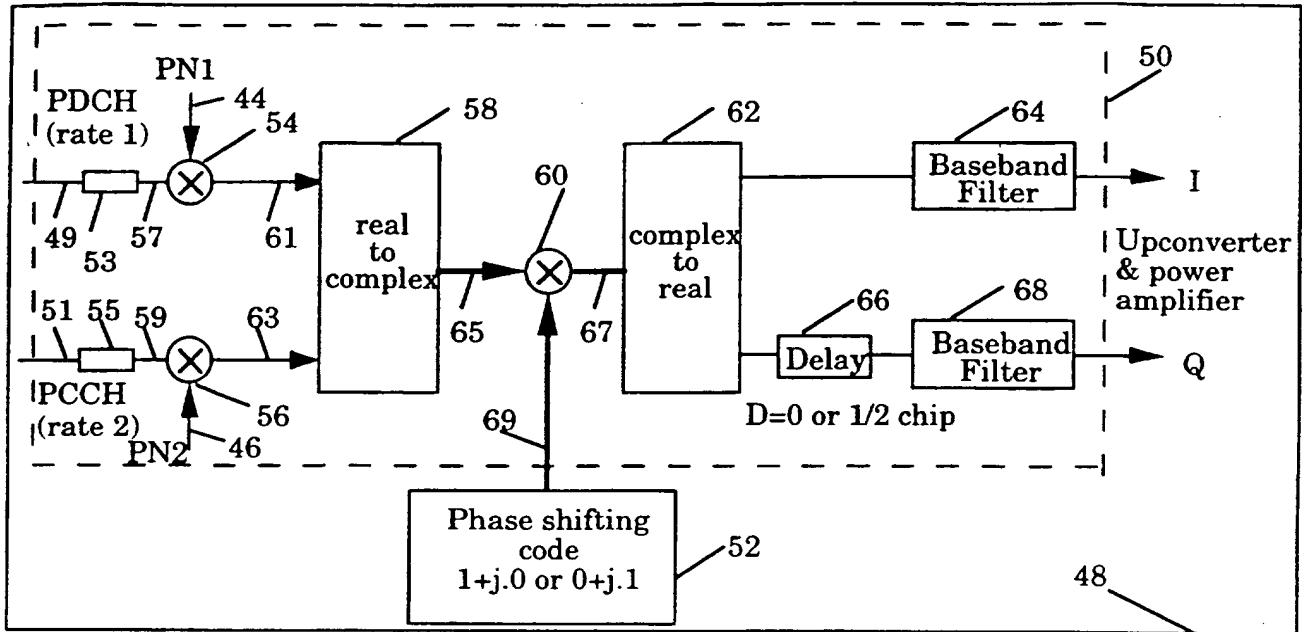 PN1
44
54
PDCH
(rate 1)
49
53
57
61
58
real
to
complex
51
55
59
63
PCCH
(rate 2)
PN2
46
56
65
60
67
69
62
complex
to
real
64
Baseband
Filter
50
I
Upconverter
& power
amplifier
66
Delay
D=0 or 1/2 chip
68
Baseband
Filter
Q
Phase shifting
code
1+j.0 or 0+j.1
52
48